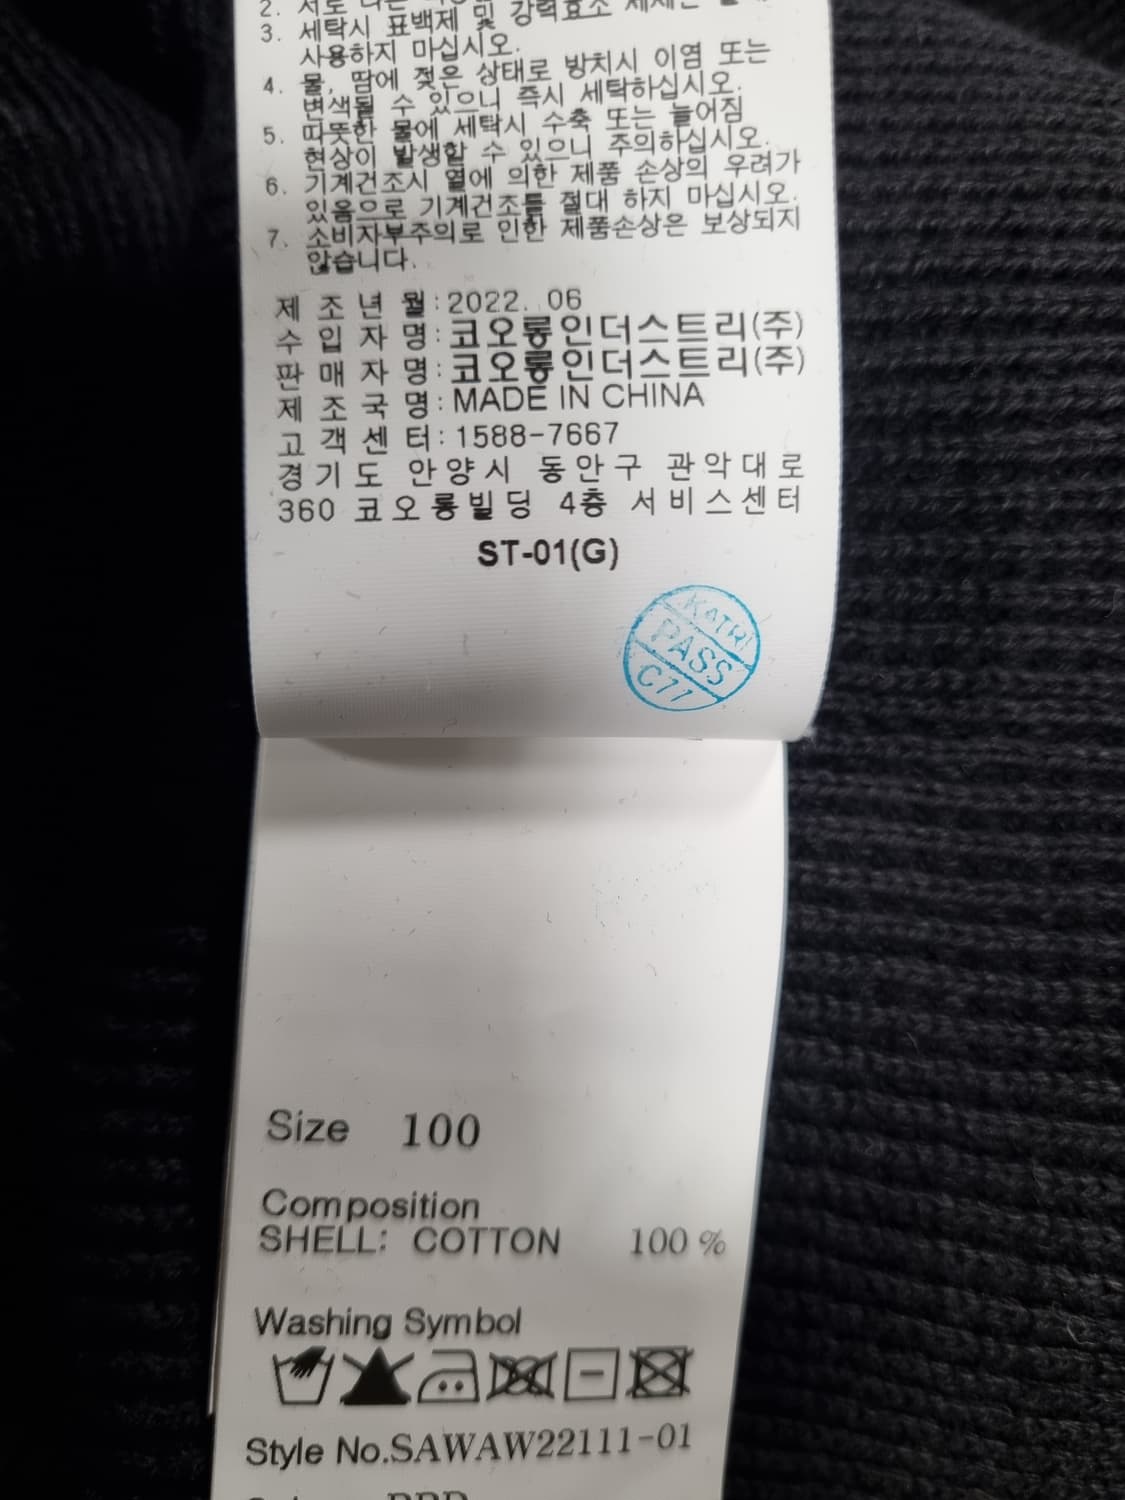 3. 세탁시 표백제 및 강력효소
사용하지 마십시오.
4. 물, 땀에 젖은 상태로 방치시 이염 또는
변색될 수 있으니 즉시 세탁하십시오.
5. 따뜻한 물에 세탁시 수축 또는 늘어짐
현상이 발생할 수 있으니 주의하십시오.
6. 기계건조시 열에 의한 제품 손상의 우려가
있음으로 기계건조를 절대 하지 마십시오.
7. 소비자부주의로 인한 제품손상은 보상되지
않습니다.
제조년월:2022. 06
수입자명:코오롱인더스트리(주)
판매자명:코오롱인더스트리(주)
제조국명:MADE IN CHINA
고객센터:1588-7667
경기도 안양시 동안구 관악대로
360 코오롱빌딩 4층 서비스센터
ST-01(G)
KATRI
PASS
C77
Size 100
Composition
SHELL: COTTON 100 %
Washing Symbol
Style No.SAWAW22111-01